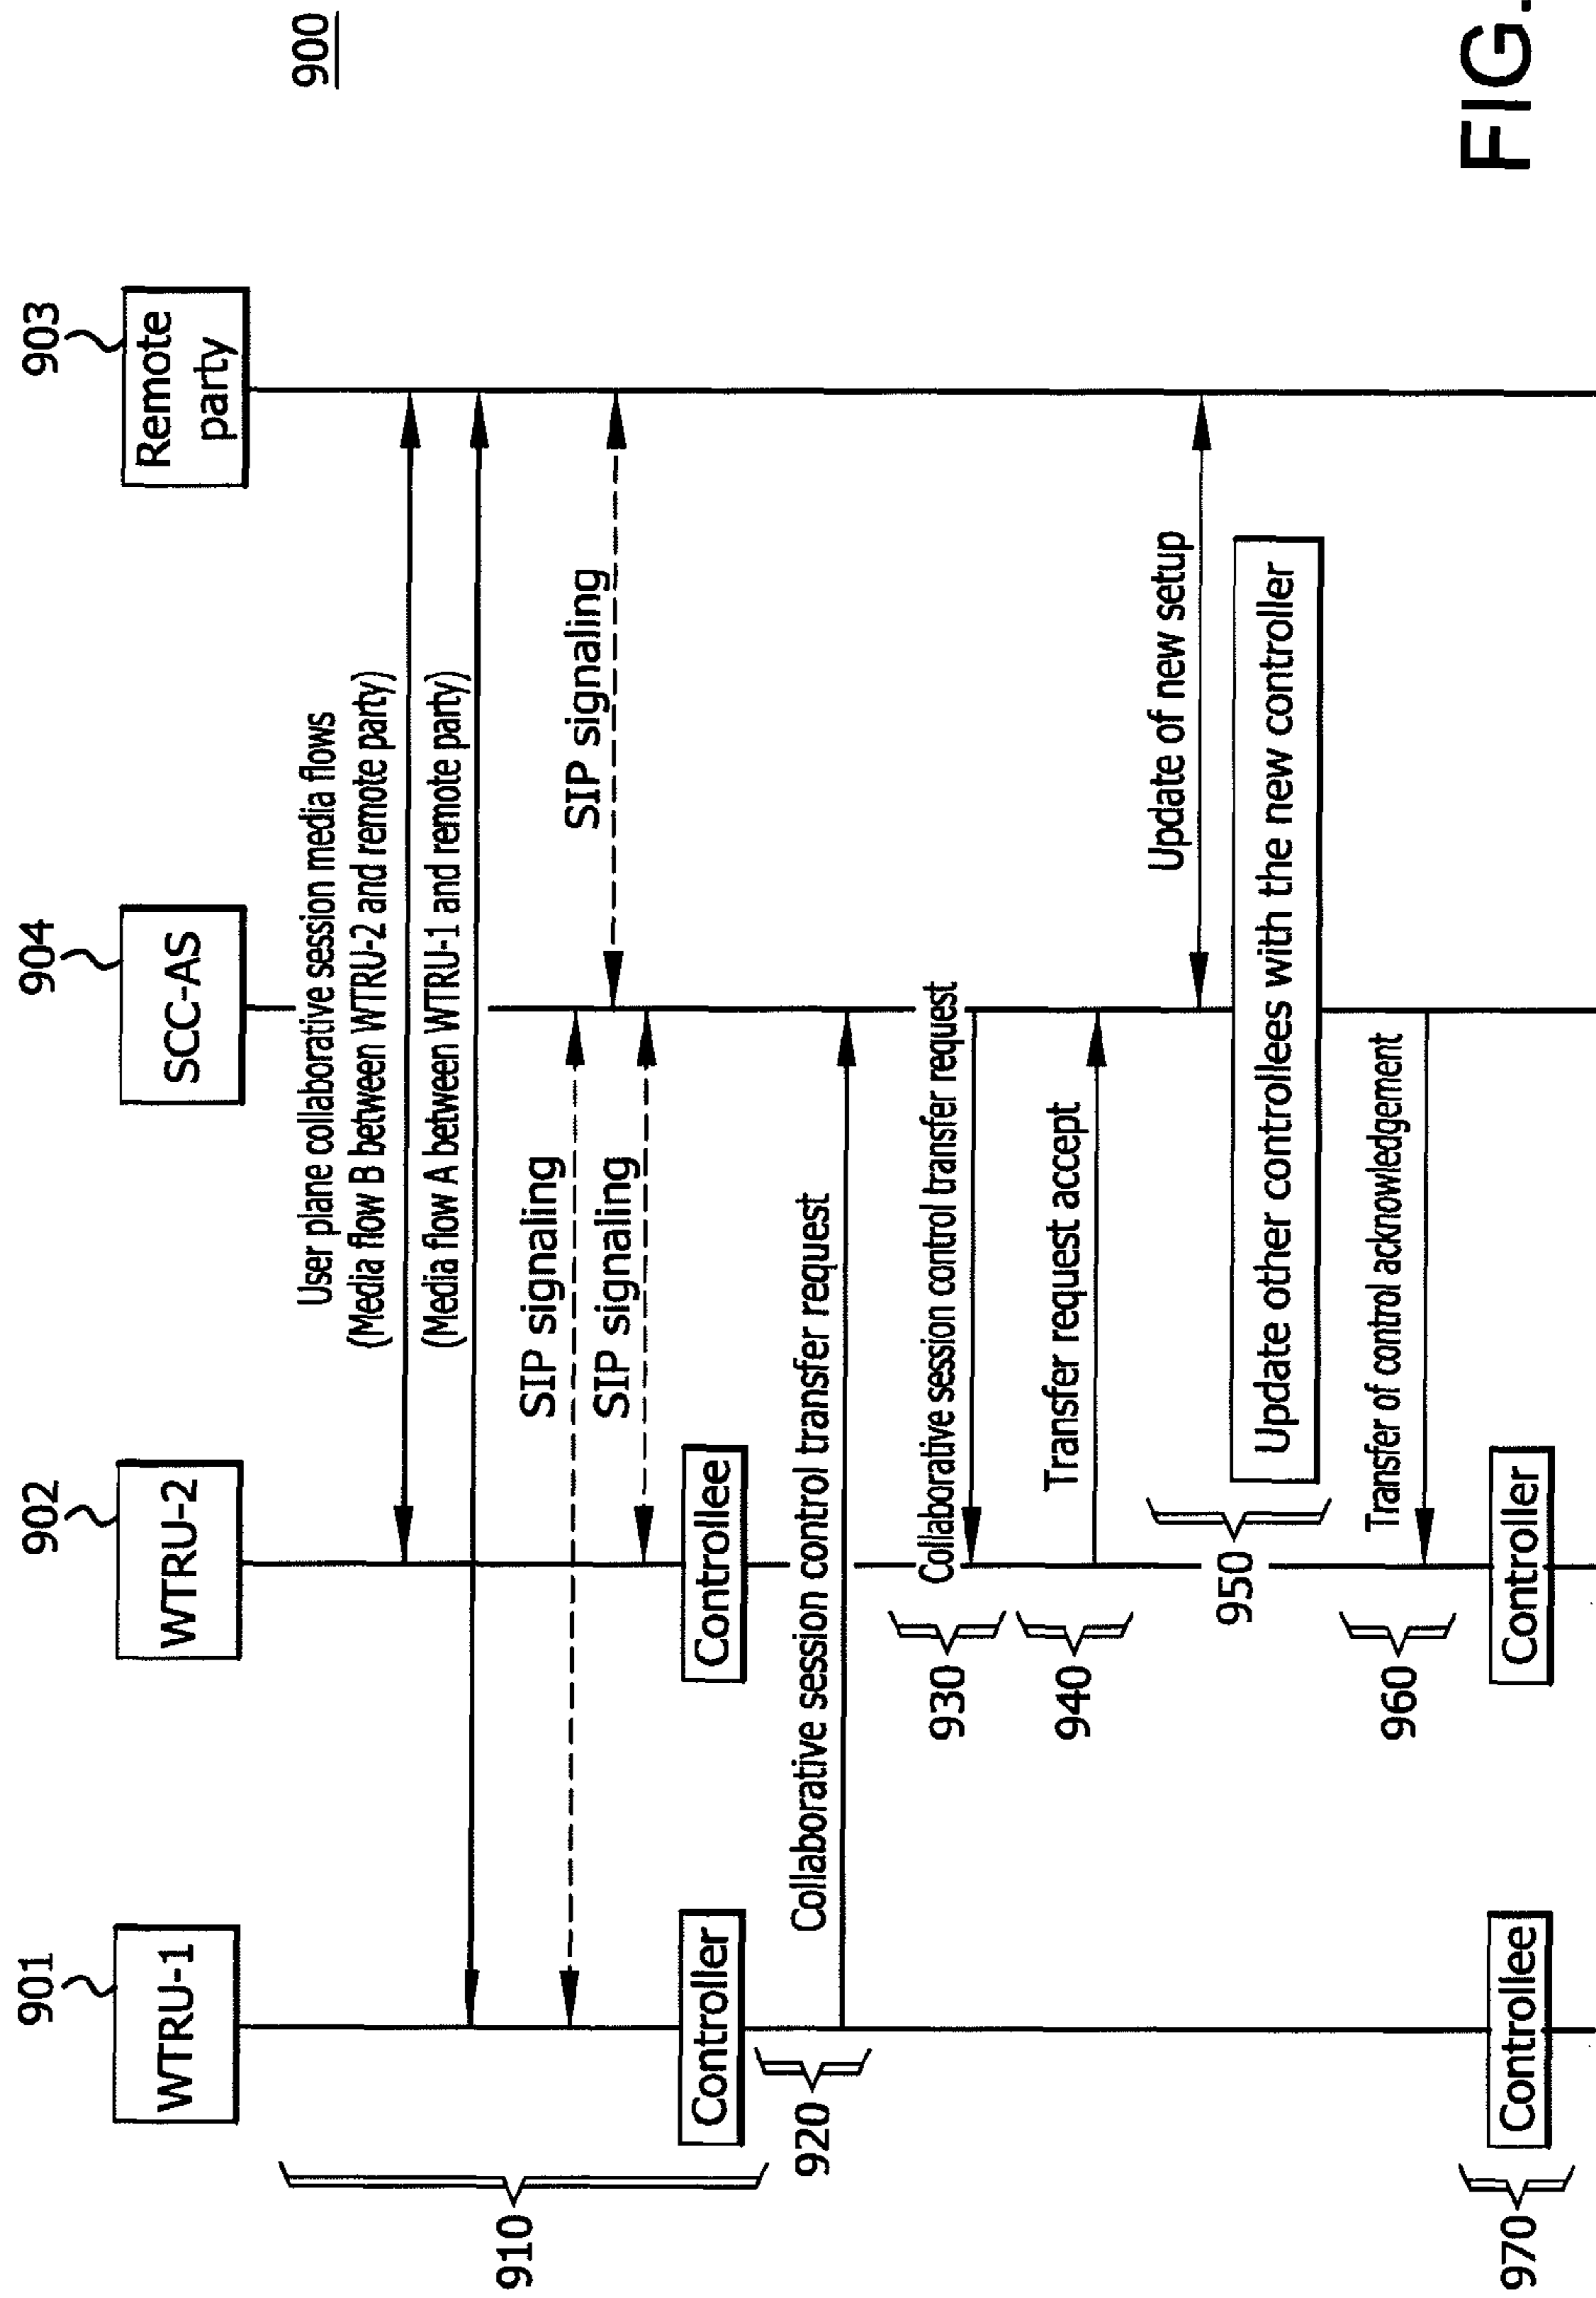 900
901
902
904
903
WTRU-1
WTRU-2
SCC-AS
Remote
party
User plane collaborative session media flows
(Media flow B between WTRU-2 and remote party)
(Media flow A between WTRU-1 and remote party)
910
SIP signaling
SIP signaling
SIP signaling
Controller
Controllee
920
Collaborative session control transfer request
930
Collaborative session control transfer request
940
Transfer request accept
950
Update of new setup
Update other controllees with the new controller
960
Transfer of control acknowledgement
970
Controllee
Controller
FIG.